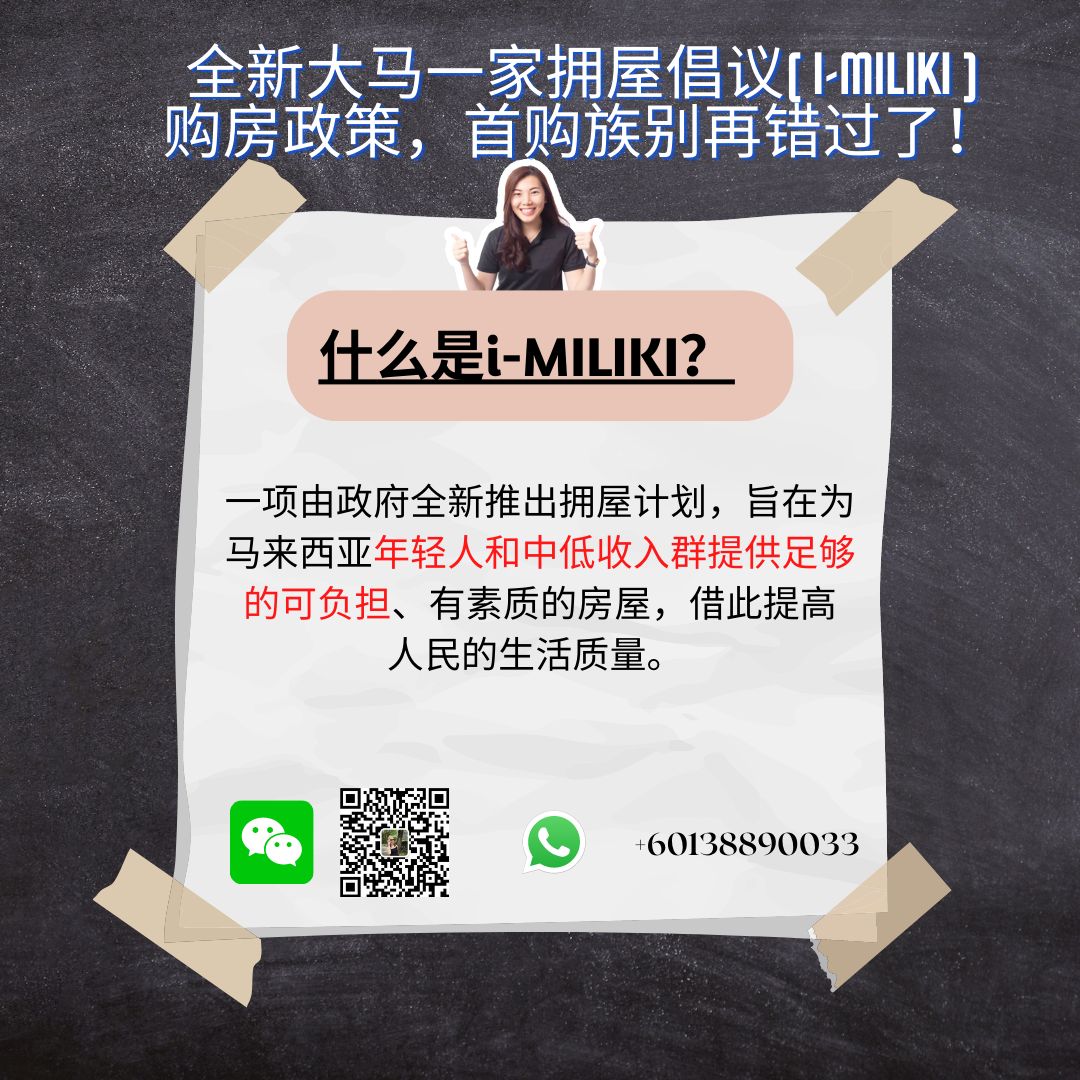 全新大马一家拥屋倡议( I-MILIKI )
购房政策，首购族别再错过了！
什么是i-MILIKI？
一项由政府全新推出拥屋计划，旨在为
马来西亚年轻人和中低收入群提供足够
的可负担、有素质的房屋，借此提高
人民的生活质量。
+60138890033